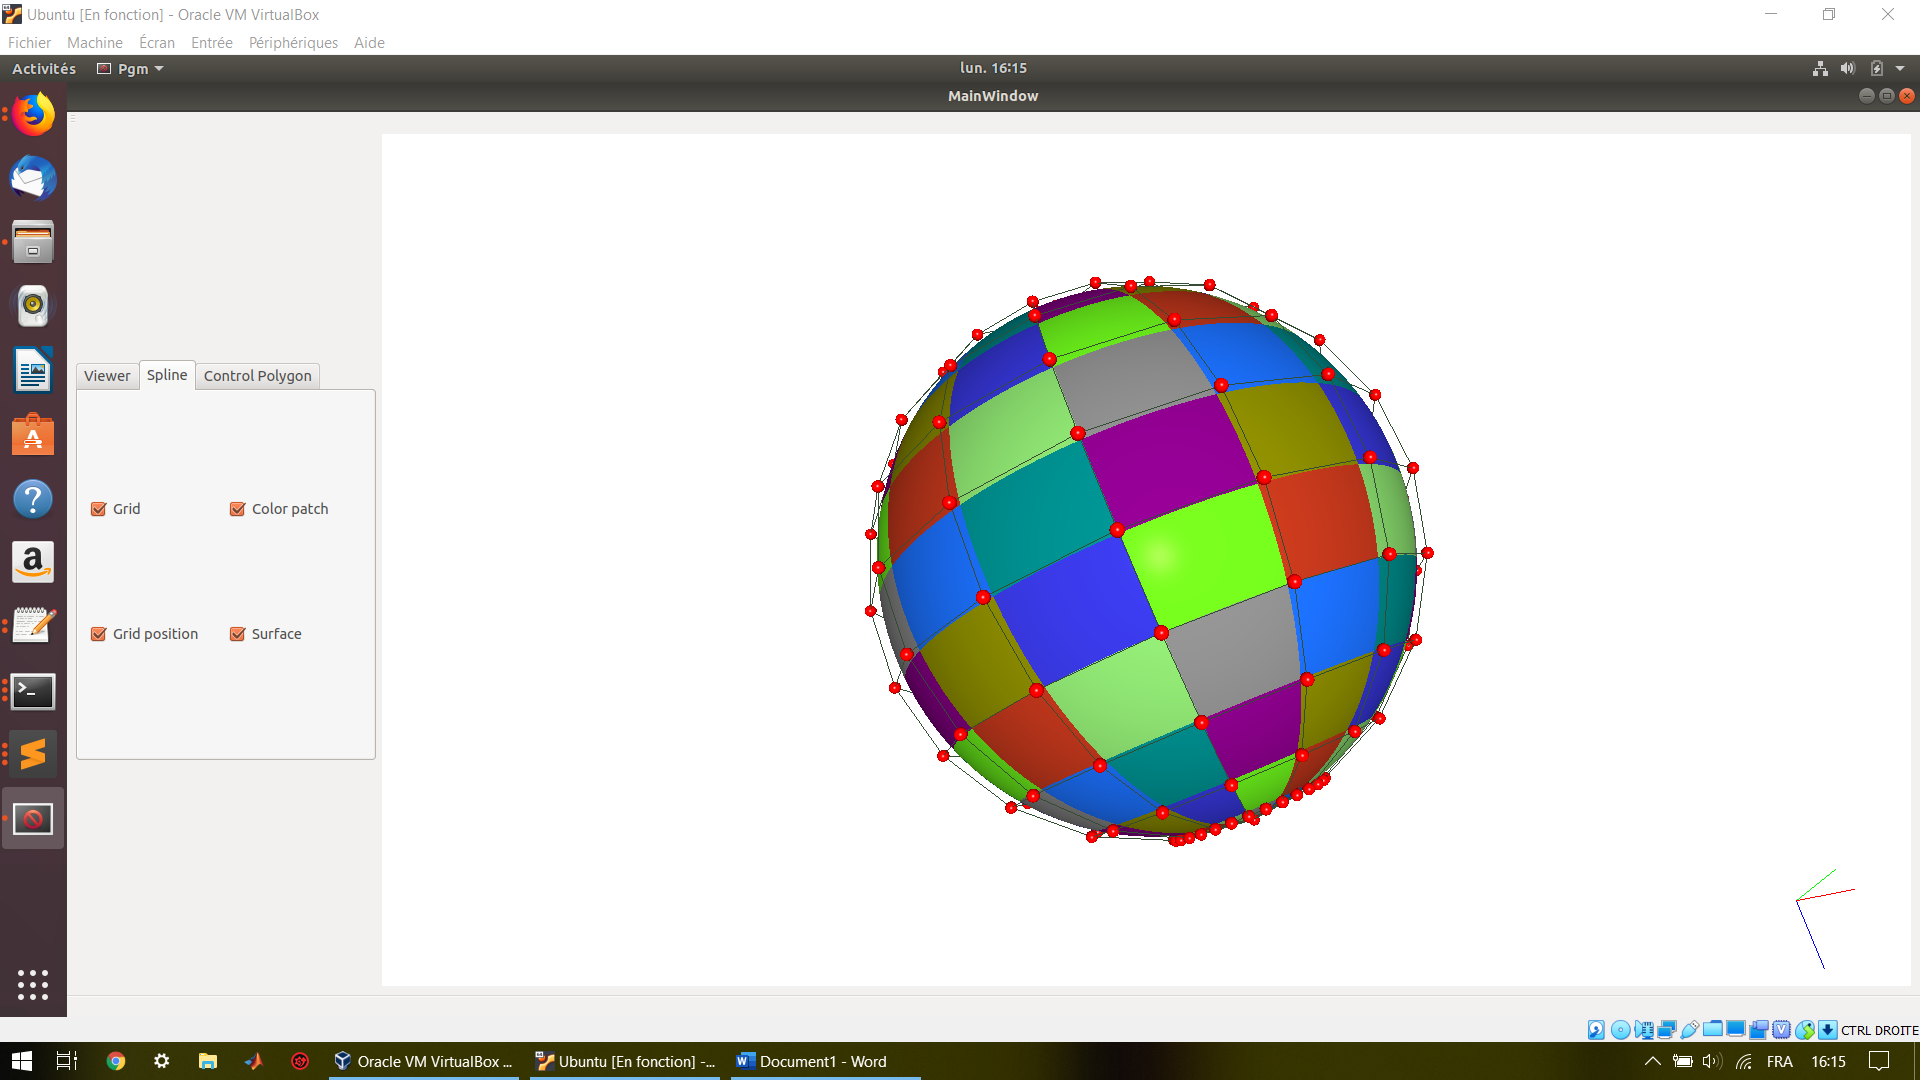 Ubuntu [En fonction] - Oracle VM VirtualBox
Fichier Machine Écran Entrée Périphériques Aide
Activités Pgm lun. 16:15
MainWindow
Viewer Spline Control Polygon
Grid Color patch
Grid position Surface
CTRL DROITE
Oracle VM VirtualBox ... Ubuntu [En fonction] -... Document1 - Word FRA 16:15